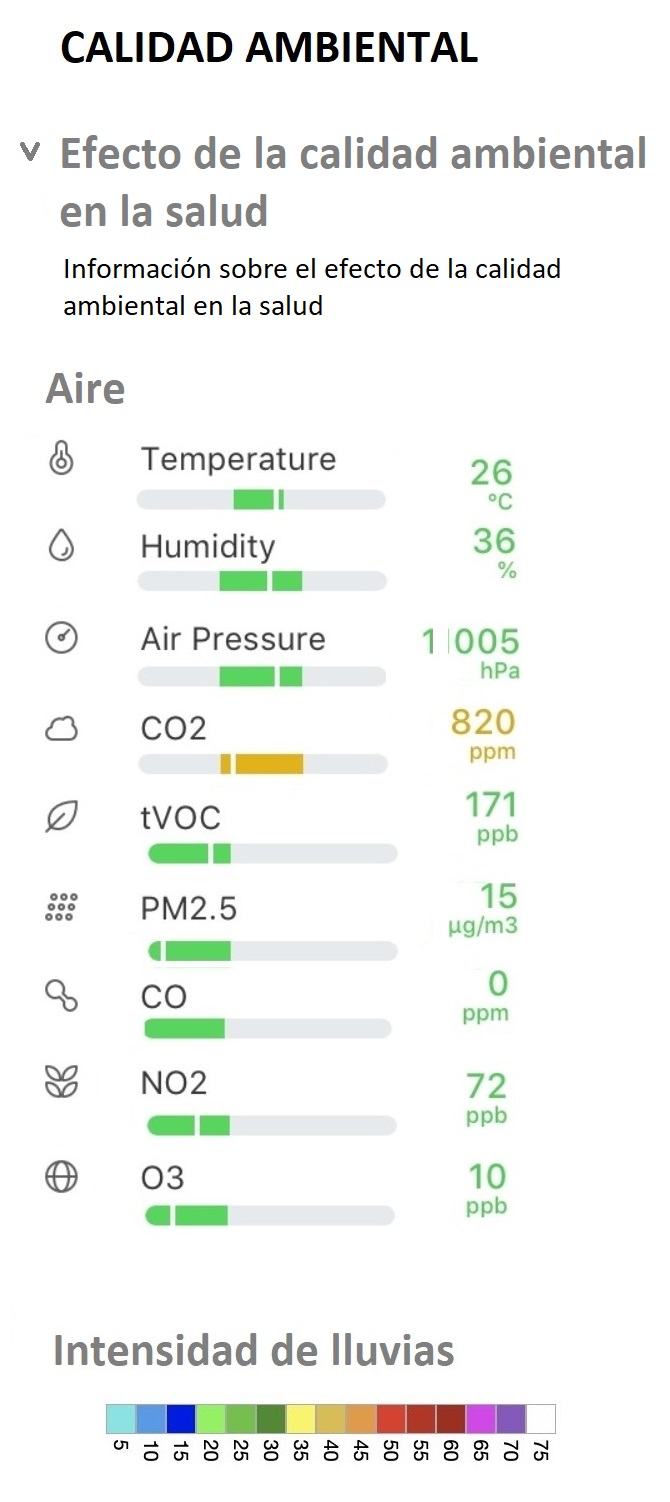 CALIDAD AMBIENTAL
v Efecto de la calidad ambiental
en la salud
Información sobre el efecto de la calidad
ambiental en la salud
Aire
Temperature 26
°C
Humidity 36
%
Air Pressure 1 005
hPa
CO2 820
ppm
tVOC 171
ppb
PM2.5 15
µg/m3
CO 0
ppm
NO2 72
ppb
O3 10
ppb
Intensidad de lluvias
5 10 15 20 25 30 35 40 45 50 55 60 65 70 75